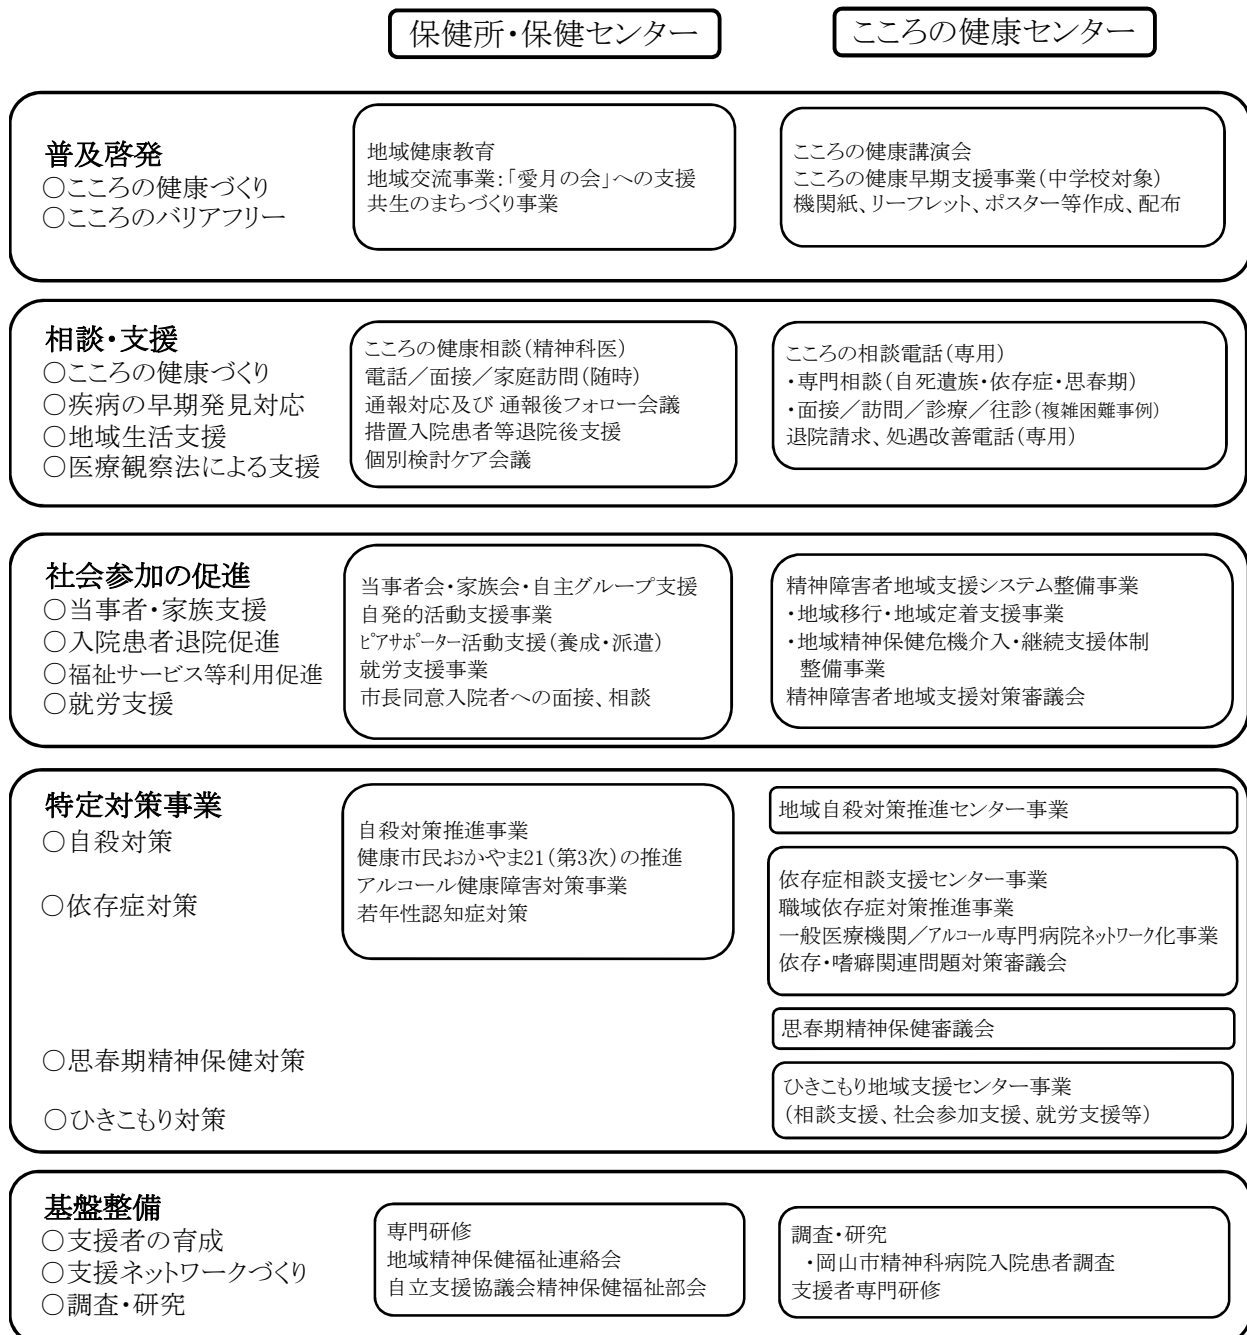 保健所・保健センター
こころの健康センター
普及啓発
○こころの健康づくり
○こころのバリアフリー
地域健康教育
地域交流事業:「愛月の会」への支援
共生のまちづくり事業
こころの健康講演会
こころの健康早期支援事業(中学校対象)
機関紙、リーフレット、ポスター等作成、配布
相談・支援
○こころの健康づくり
○疾病の早期発見対応
○地域生活支援
○医療観察法による支援
こころの健康相談(精神科医)
電話/面接/家庭訪問(随時)
通報対応及び 通報後フォロー会議
措置入院患者等退院後支援
個別検討ケア会議
こころの相談電話(専用)
・専門相談(自死遺族・依存症・思春期)
・面接/訪問/診療/往診(複雑困難事例)
退院請求、処遇改善電話(専用)
社会参加の促進
○当事者・家族支援
○入院患者退院促進
○福祉サービス等利用促進
○就労支援
当事者会・家族会・自主グループ支援
自発的活動支援事業
ピアサポーター活動支援(養成・派遣)
就労支援事業
市長同意入院者への面接、相談
精神障害者地域支援システム整備事業
・地域移行・地域定着支援事業
・地域精神保健危機介入・継続支援体制
整備事業
精神障害者地域支援対策審議会
特定対策事業
○自殺対策
○依存症対策
○思春期精神保健対策
○ひきこもり対策
自殺対策推進事業
健康市民おかやま21(第3次)の推進
アルコール健康障害対策事業
若年性認知症対策
地域自殺対策推進センター事業
依存症相談支援センター事業
職域依存症対策推進事業
一般医療機関/アルコール専門病院ネットワーク化事業
依存・嗜癖関連問題対策審議会
思春期精神保健審議会
ひきこもり地域支援センター事業
(相談支援、社会参加支援、就労支援等)
基盤整備
○支援者の育成
○支援ネットワークづくり
○調査・研究
専門研修
地域精神保健福祉連絡会
自立支援協議会精神保健福祉部会
調査・研究
・岡山市精神科病院入院患者調査
支援者専門研修